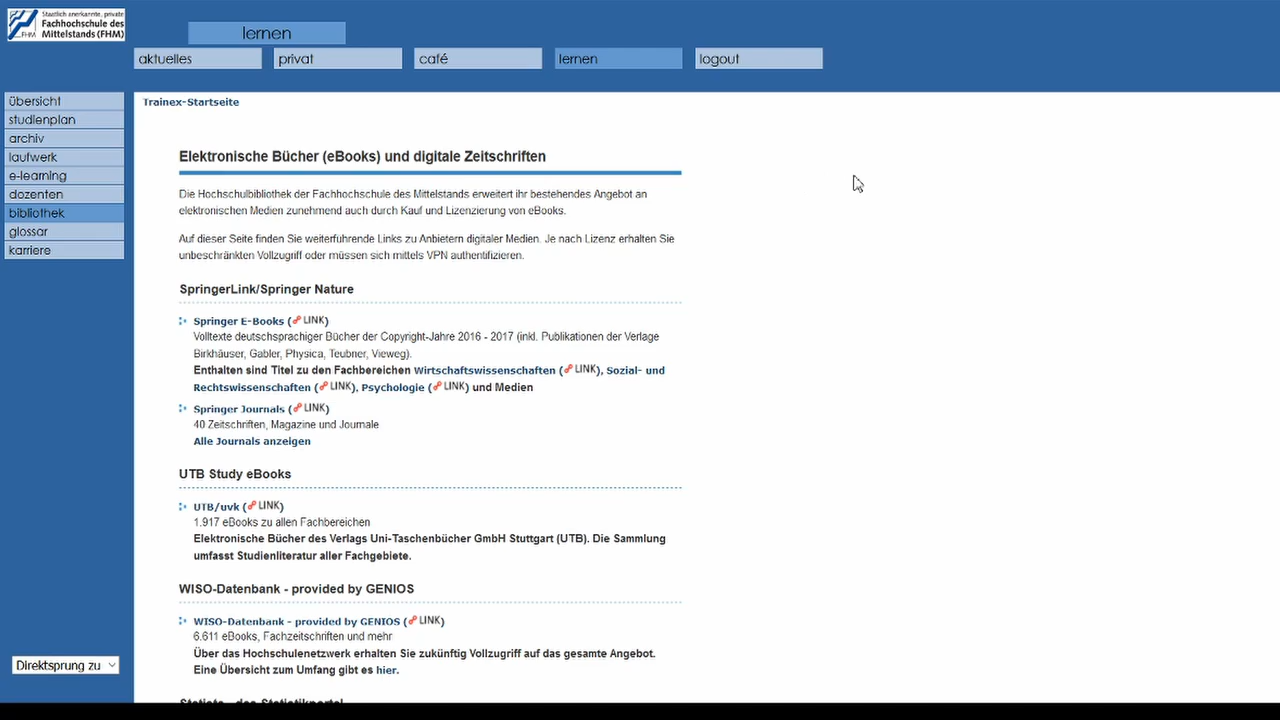 Staatlich anerkannte, private
Fachhochschule des
Mittelstands (FHM)
FHM
lernen
aktuelles
privat
café
lernen
logout
übersicht
studienplan
archiv
laufwerk
e-learning
dozenten
bibliothek
glossar
karriere
Direktsprung zu
Trainex-Startseite
Elektronische Bücher (eBooks) und digitale Zeitschriften
Die Hochschulbibliothek der Fachhochschule des Mittelstands erweitert ihr bestehendes Angebot an
elektronischen Medien zunehmend auch durch Kauf und Lizenzierung von eBooks.
Auf dieser Seite finden Sie weiterführende Links zu Anbietern digitaler Medien. Je nach Lizenz erhalten Sie
unbeschränkten Vollzugriff oder müssen sich mittels VPN authentifizieren.
SpringerLink/Springer Nature
Springer E-Books (LINK)
Volltexte deutschsprachiger Bücher der Copyright-Jahre 2016 - 2017 (inkl. Publikationen der Verlage
Birkhäuser, Gabler, Physica, Teubner, Vieweg).
Enthalten sind Titel zu den Fachbereichen Wirtschaftswissenschaften (LINK), Sozial- und
Rechtswissenschaften (LINK), Psychologie (LINK) und Medien
Springer Journals (LINK)
40 Zeitschriften, Magazine und Journale
Alle Journals anzeigen
UTB Study eBooks
UTB/uvk (LINK)
1.917 eBooks zu allen Fachbereichen
Elektronische Bücher des Verlags Uni-Taschenbücher GmbH Stuttgart (UTB). Die Sammlung
umfasst Studienliteratur aller Fachgebiete.
WISO-Datenbank - provided by GENIOS
WISO-Datenbank - provided by GENIOS (LINK)
6.611 eBooks, Fachzeitschriften und mehr
Über das Hochschulenetzwerk erhalten Sie zukünftig Vollzugriff auf das gesamte Angebot.
Eine Übersicht zum Umfang gibt es hier.